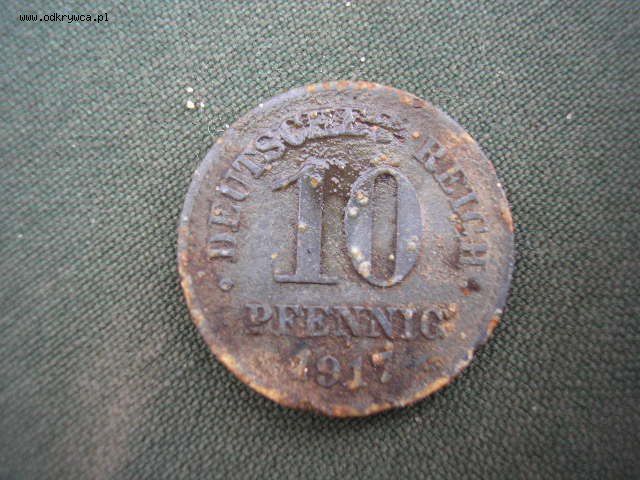 www.odkrywca.pl
DEUTSCHES REICH
10
PFENNIG
1917